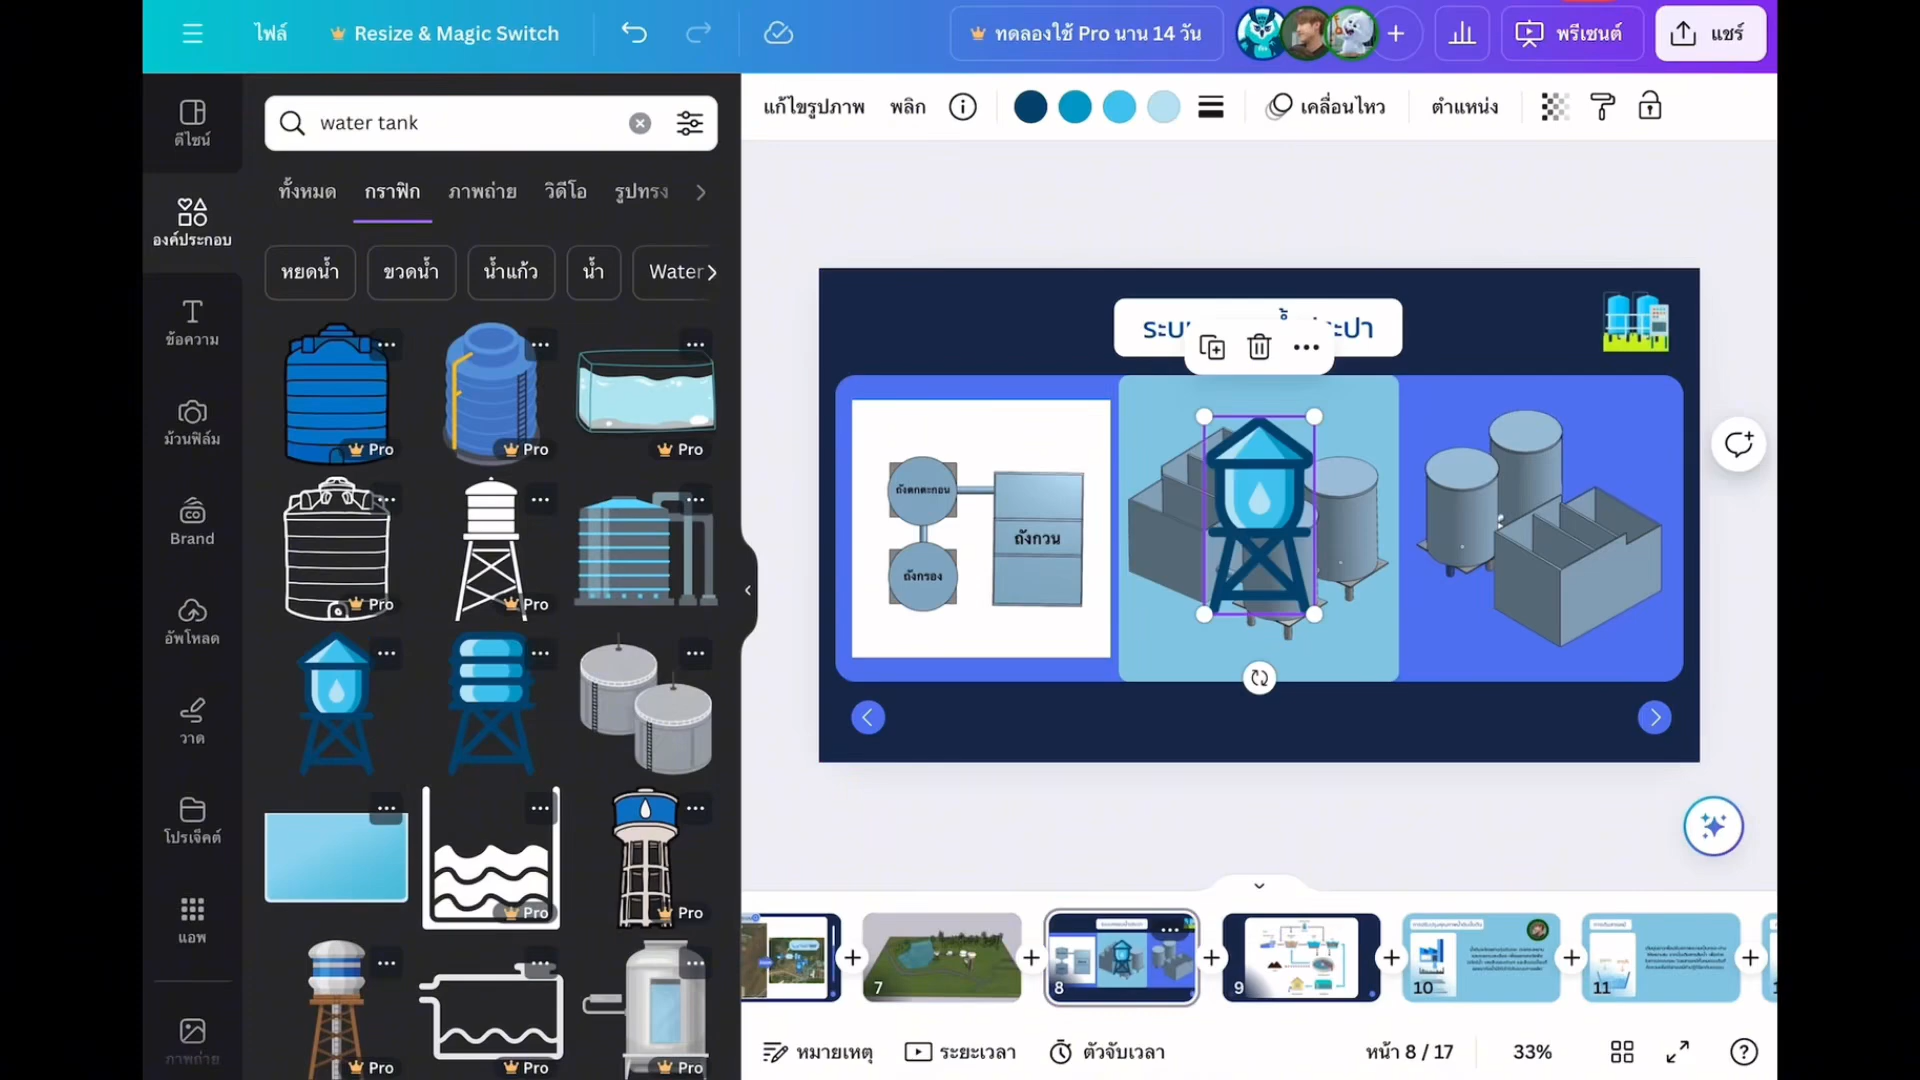 ไฟล์
Resize & Magic Switch
ทดลองใช้ Pro นาน 14 วัน
พรีเซนต์
แชร์
ดีไซน์
องค์ประกอบ
ข้อความ
ม้วนฟิล์ม
Brand
อัพโหลด
วาด
โปรเจ็คต์
แอพ
ภาพถ่าย
water tank
ทั้งหมด
กราฟิก
ภาพถ่าย
วิดีโอ
รูปทรง
หยดน้ำ
ขวดน้ำ
น้ำแก้ว
น้ำ
Water
Pro
Pro
Pro
Pro
Pro
Pro
Pro
Pro
Pro
Pro
Pro
แก้ไขรูปภาพ
พลิก
เคลื่อนไหว
ตำแหน่ง
ถังตกตะกอน
ถังกวน
ถังกรอง
7
8
9
10
11
หมายเหตุ
ระยะเวลา
ตัวจับเวลา
หน้า 8 / 17
33%